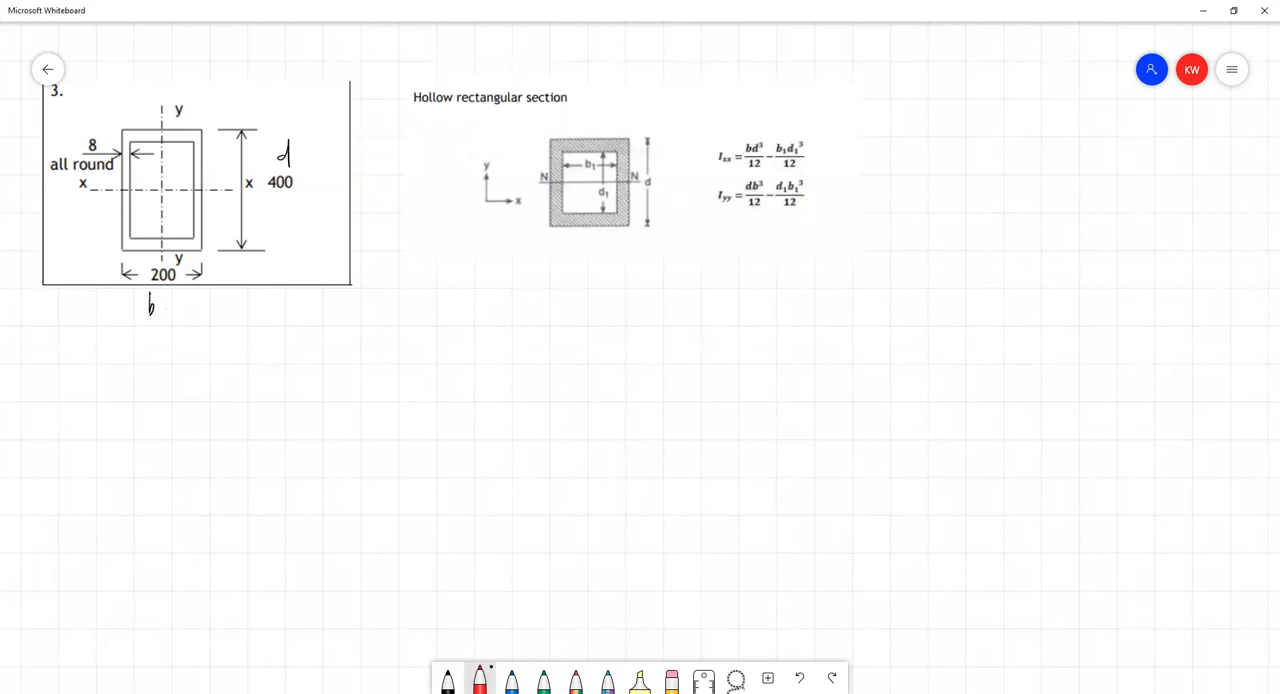 Microsoft Whiteboard
KW
3.
y
8
all round
d
x
x 400
y
200
b
Hollow rectangular section
y
x
N
N
b₁
d₁
d
Iₓₓ = bd³/12 - b₁d₁³/12
Iᵧᵧ = db³/12 - d₁b₁³/12